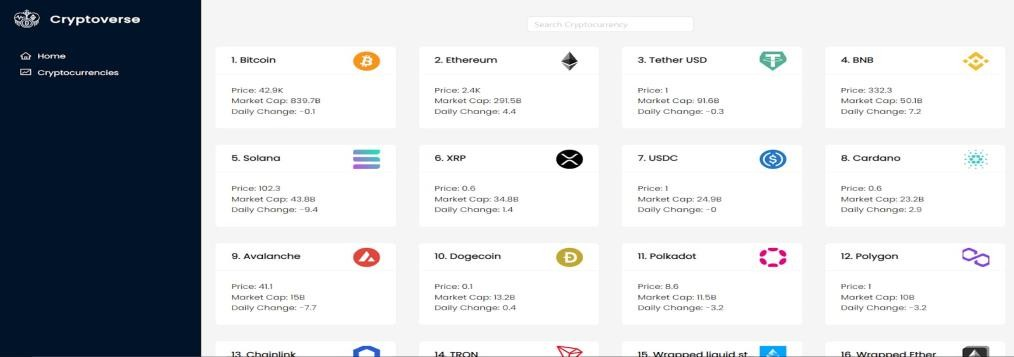 Cryptoverse
Home
Cryptocurrencies
Search Cryptocurrency
1. Bitcoin
Price: 42.9K
Market Cap: 839.7B
Daily Change: -0.1
2. Ethereum
Price: 2.4K
Market Cap: 291.5B
Daily Change: 4.4
3. Tether USD
Price: 1
Market Cap: 91.6B
Daily Change: -0.3
4. BNB
Price: 332.3
Market Cap: 50.1B
Daily Change: 7.2
5. Solana
Price: 102.3
Market Cap: 43.8B
Daily Change: -9.4
6. XRP
Price: 0.6
Market Cap: 34.8B
Daily Change: 1.4
7. USDC
Price: 1
Market Cap: 24.9B
Daily Change: -0
8. Cardano
Price: 0.6
Market Cap: 23.2B
Daily Change: 2.9
9. Avalanche
Price: 41.1
Market Cap: 15B
Daily Change: -7.7
10. Dogecoin
Price: 0.1
Market Cap: 13.2B
Daily Change: 0.4
11. Polkadot
Price: 8.6
Market Cap: 11.5B
Daily Change: -3.2
12. Polygon
Price: 1
Market Cap: 10B
Daily Change: -3.2
13. Chainlink
14. TRON
15. Wrapped liquid st...
16. Wrapped Ether